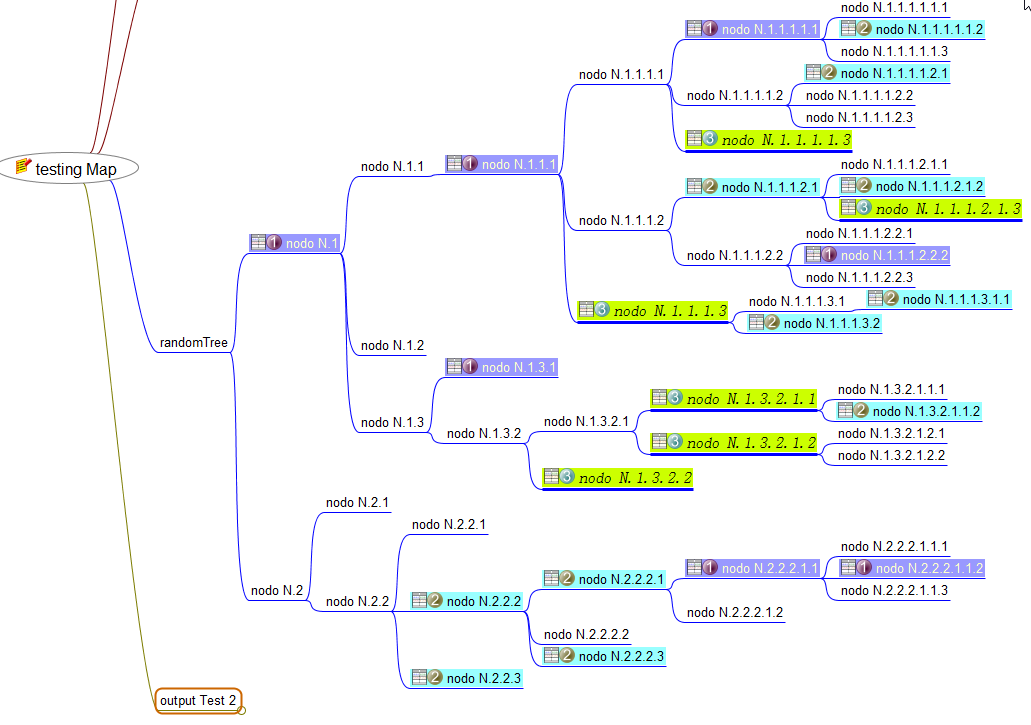 testing Map
randomTree
1 nodo N.1
nodo N.1.1
1 nodo N.1.1.1
nodo N.1.1.1.1
1 nodo N.1.1.1.1.1
nodo N.1.1.1.1.1.1
2 nodo N.1.1.1.1.1.2
nodo N.1.1.1.1.1.3
nodo N.1.1.1.1.2
2 nodo N.1.1.1.1.2.1
nodo N.1.1.1.1.2.2
nodo N.1.1.1.1.2.3
3 nodo N.1.1.1.1.3
nodo N.1.1.1.2
2 nodo N.1.1.1.2.1
nodo N.1.1.1.2.1.1
2 nodo N.1.1.1.2.1.2
3 nodo N.1.1.1.2.1.3
nodo N.1.1.1.2.2
nodo N.1.1.1.2.2.1
1 nodo N.1.1.1.2.2.2
nodo N.1.1.1.2.2.3
3 nodo N.1.1.1.3
nodo N.1.1.1.3.1
2 nodo N.1.1.1.3.1.1
2 nodo N.1.1.1.3.2
nodo N.1.2
nodo N.1.3
1 nodo N.1.3.1
nodo N.1.3.2
nodo N.1.3.2.1
3 nodo N.1.3.2.1.1
nodo N.1.3.2.1.1.1
2 nodo N.1.3.2.1.1.2
3 nodo N.1.3.2.1.2
nodo N.1.3.2.1.2.1
nodo N.1.3.2.1.2.2
3 nodo N.1.3.2.2
nodo N.2
nodo N.2.1
nodo N.2.2
nodo N.2.2.1
2 nodo N.2.2.2
2 nodo N.2.2.2.1
1 nodo N.2.2.2.1.1
nodo N.2.2.2.1.1.1
1 nodo N.2.2.2.1.1.2
nodo N.2.2.2.1.1.3
nodo N.2.2.2.1.2
nodo N.2.2.2.2
2 nodo N.2.2.2.3
2 nodo N.2.2.3
output Test 2